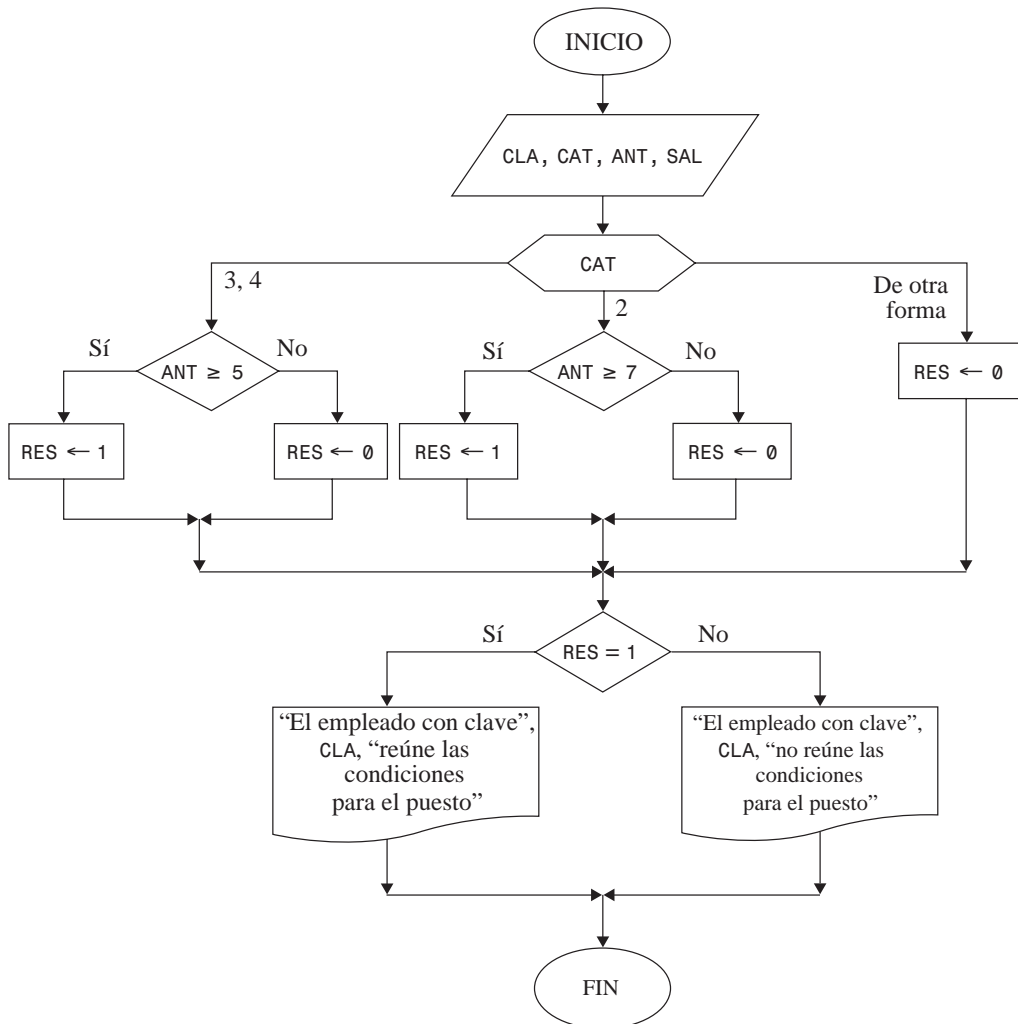 INICIO
CLA, CAT, ANT, SAL
CAT
3, 4
2
De otra
forma
Sí
ANT ≥ 5
No
Sí
ANT ≥ 7
No
RES ← 0
RES ← 1
RES ← 0
RES ← 1
RES ← 0
Sí
RES = 1
No
“El empleado con clave”,
CLA, “reúne las
condiciones
para el puesto”
“El empleado con clave”,
CLA, “no reúne las
condiciones
para el puesto”
FIN